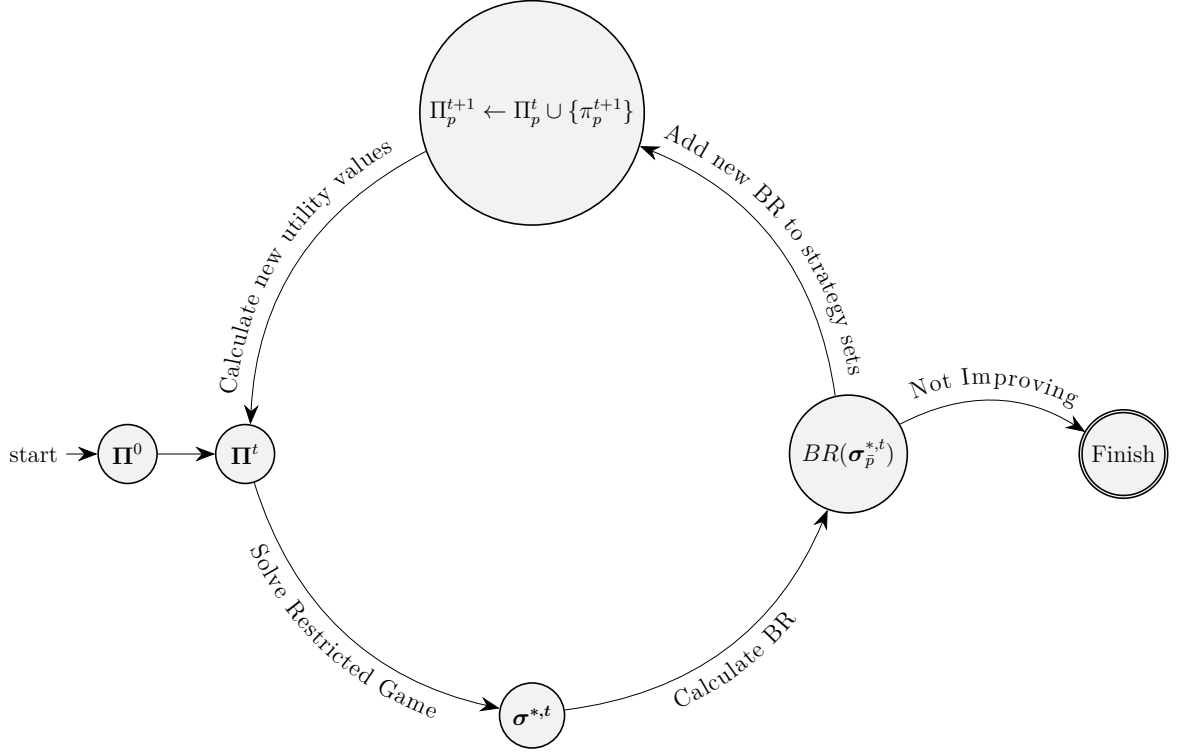 Π_p^{t+1} ← Π_p^t ∪ {π_p^{t+1}}
Calculate new utility values
Add new BR to strategy sets
Not Improving
start
Π^0
Π^t
BR(σ_{p̄}^{*,t})
Finish
Solve Restricted Game
Calculate BR
σ^{*,t}